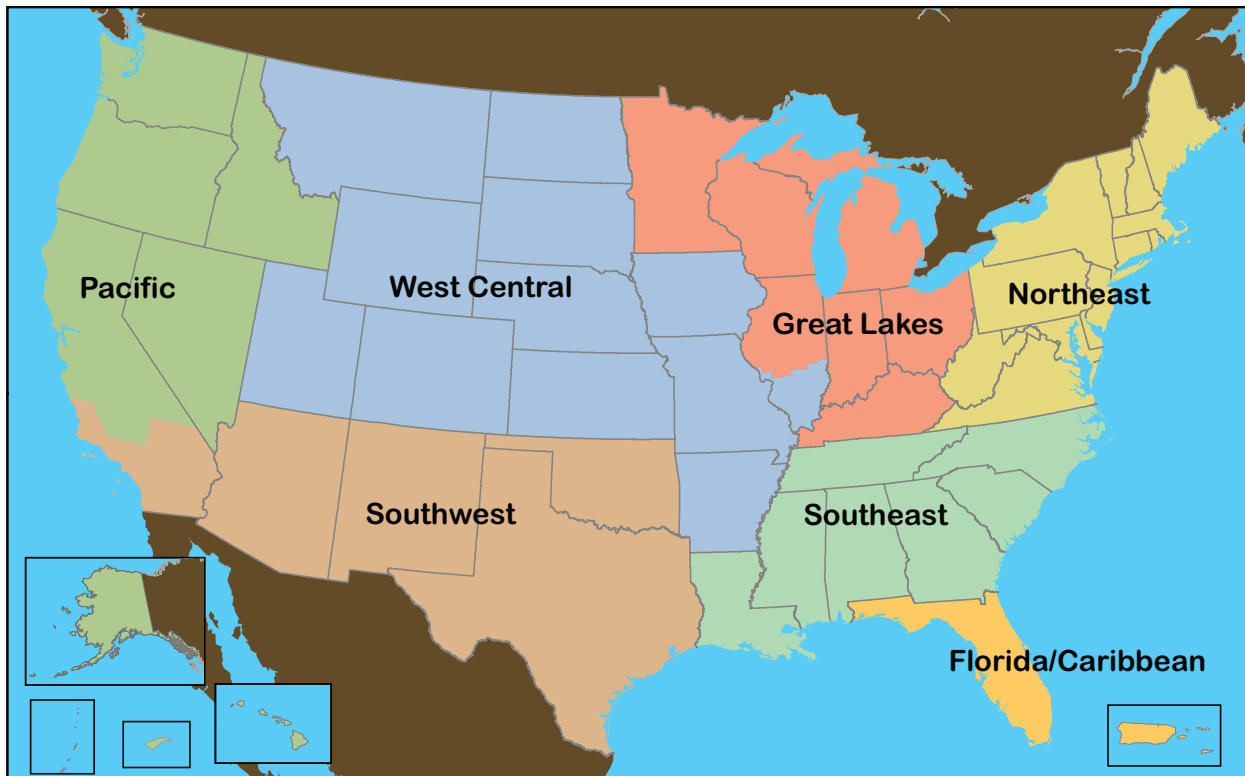 Pacific
West Central
Great Lakes
Northeast
Southwest
Southeast
Florida/Caribbean